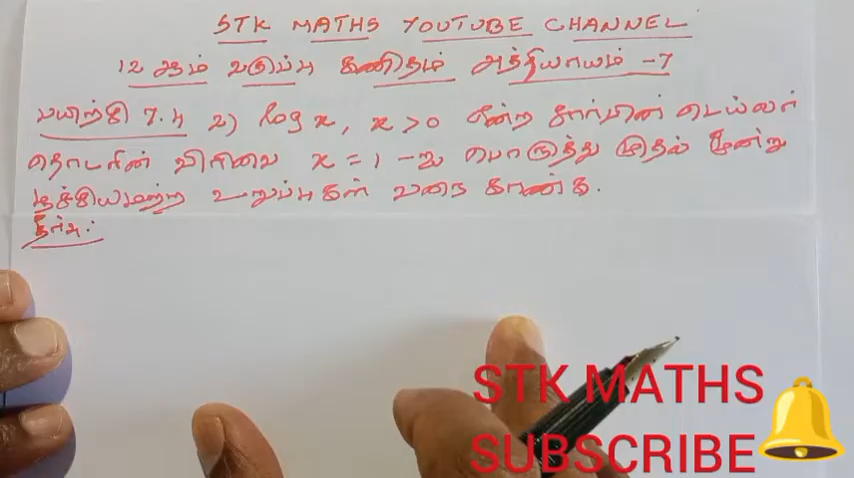 STK MATHS YOUTUBE CHANNEL
12 ஆம் வகுப்பு கணிதம் அத்தியாயம் -7
பயிற்சி 7.4 2) log x, x > 0 என்ற சார்பின் டெய்லர்
தொடரின் விரிவை x = 1 -ஐ பொருத்து முதல் மூன்று
பூச்சியமற்ற உறுப்புகள் வரை காண்க.
தீர்வு:
STK MATHS
SUBSCRIBE